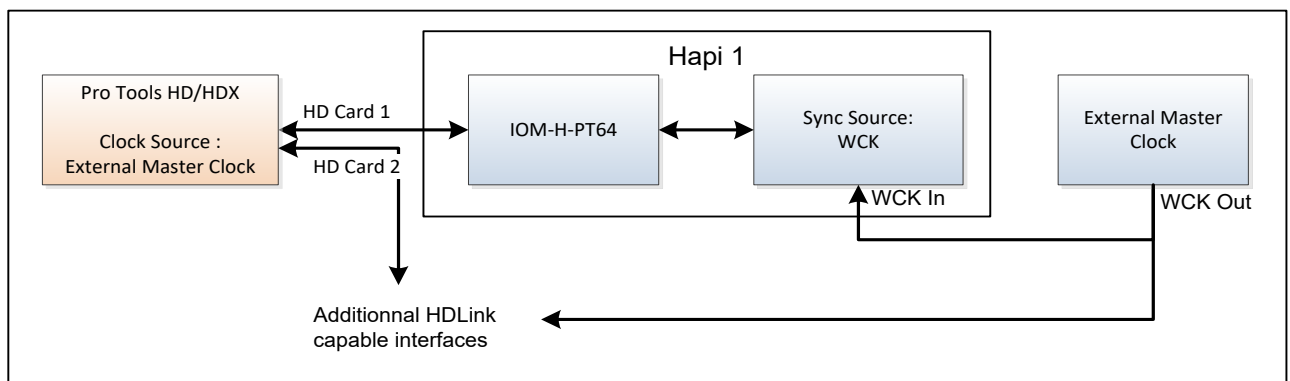 Hapi 1
Pro Tools HD/HDX
Clock Source :
External Master Clock
HD Card 1
HD Card 2
IOM-H-PT64
Sync Source:
WCK
WCK In
External Master
Clock
WCK Out
Additionnal HDLink
capable interfaces